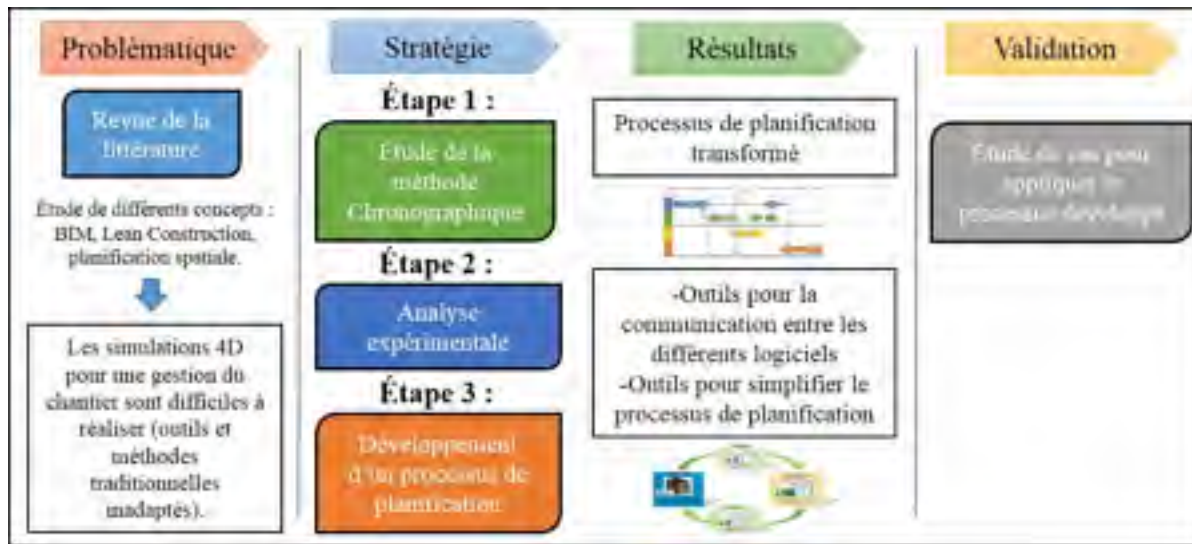 Problématique
Revue de la
littérature
Étude de différents concepts :
BIM, Lean Construction,
planification spatiale.
Les simulations 4D
pour une gestion du
chantier sont difficiles à
réaliser (outils et
méthodes
traditionnelles
inadaptés).
Stratégie
Étape 1 :
Étude de la
méthode
Chronographique
Étape 2 :
Analyse
expérimentale
Étape 3 :
Développement
d'un processus de
planification
Résultats
Processus de planification
transformé
-Outils pour la
communication entre les
différents logiciels
-Outils pour simplifier le
processus de planification
Validation
Étude de cas pour
appliquer le
processus développé